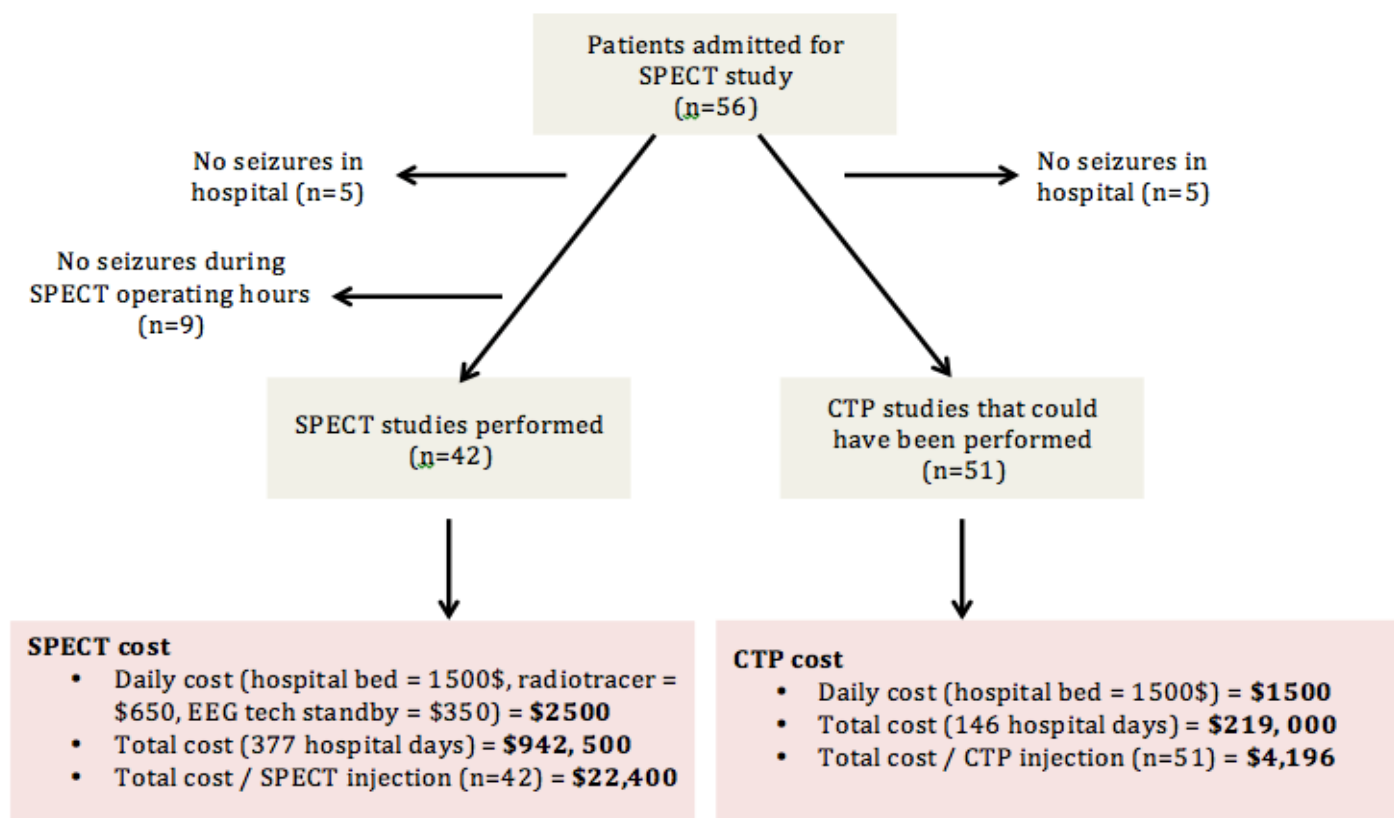 Patients admitted for
SPECT study
(n=56)
No seizures in
hospital (n=5)
No seizures in
hospital (n=5)
No seizures during
SPECT operating hours
(n=9)
SPECT studies performed
(n=42)
CTP studies that could
have been performed
(n=51)
SPECT cost
• Daily cost (hospital bed = 1500$, radiotracer =
$650, EEG tech standby = $350) = $2500
• Total cost (377 hospital days) = $942, 500
• Total cost / SPECT injection (n=42) = $22,400
CTP cost
• Daily cost (hospital bed = 1500$) = $1500
• Total cost (146 hospital days) = $219, 000
• Total cost / CTP injection (n=51) = $4,196